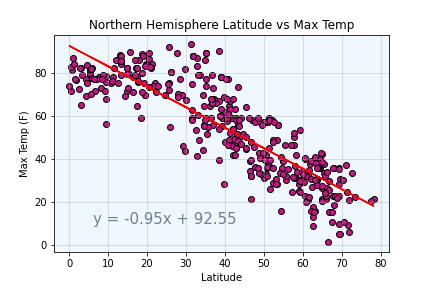 Northern Hemisphere Latitude vs Max Temp
Max Temp (F)
80
60
40
20
0
y = -0.95x + 92.55
0 10 20 30 40 50 60 70 80
Latitude